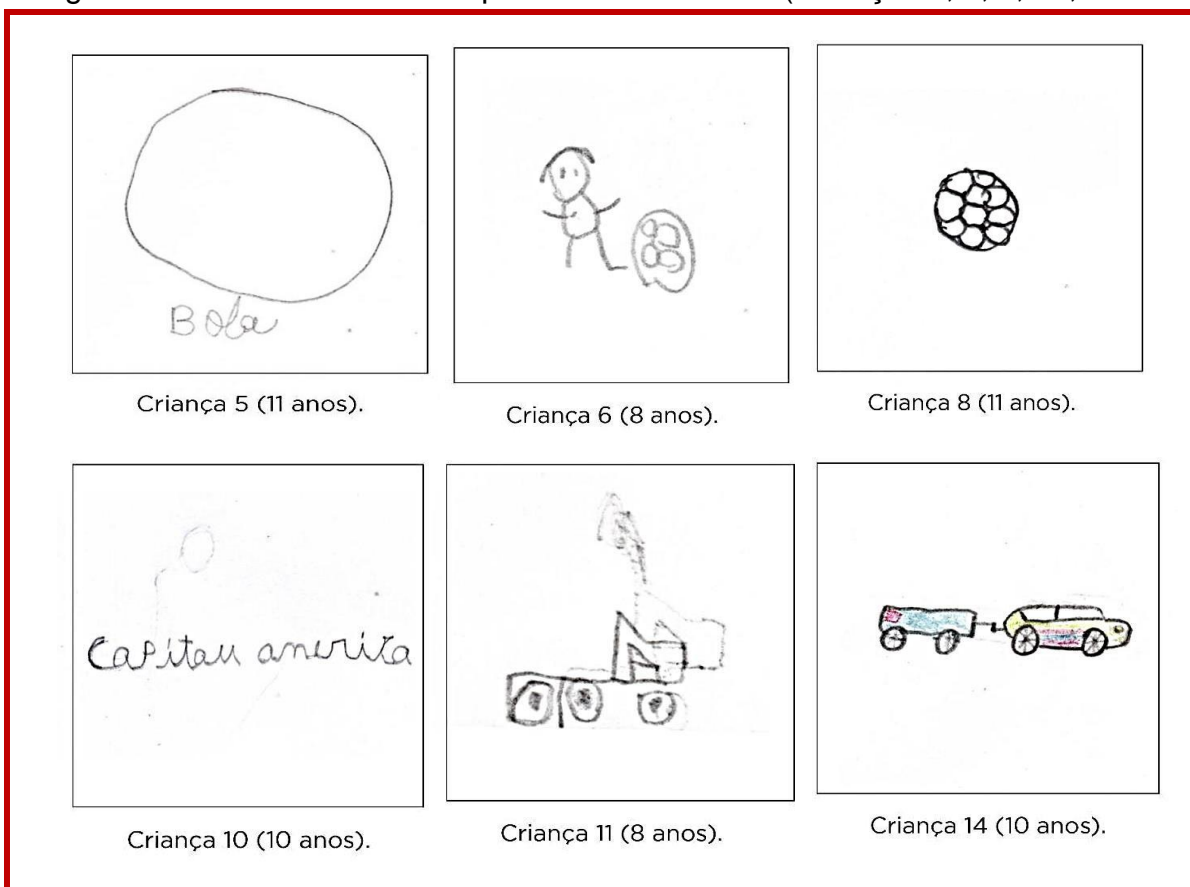 Bola
Criança 5 (11 anos).
Criança 6 (8 anos).
Criança 8 (11 anos).
Capitau anerica
Criança 10 (10 anos).
Criança 11 (8 anos).
Criança 14 (10 anos).